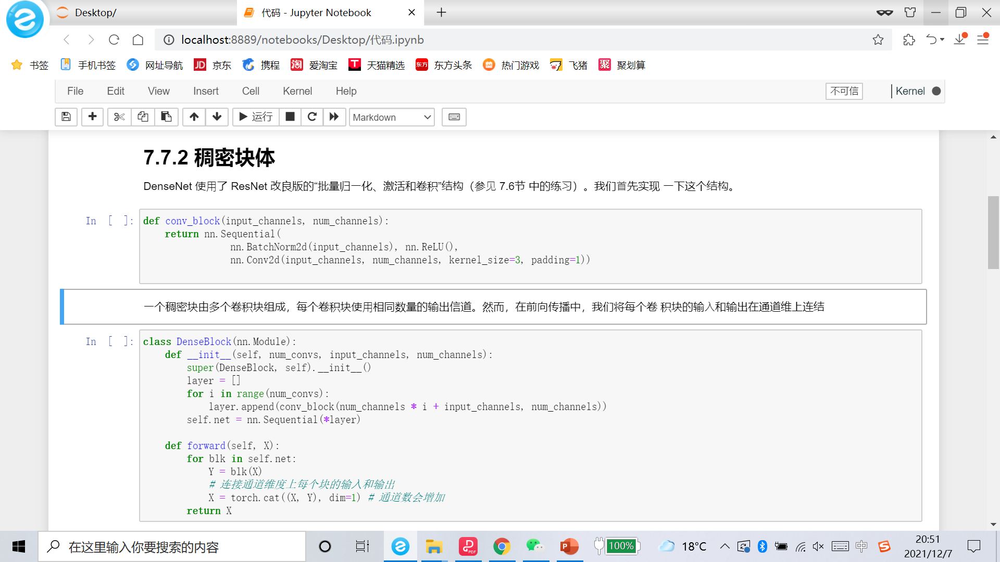 Desktop/
代码 - Jupyter Notebook
localhost:8889/notebooks/Desktop/代码.ipynb
书签 手机书签 网址导航 JD 京东 携程 淘 爱淘宝 T 天猫精选 东方 东方头条 热门游戏 飞猪 聚 聚划算
File Edit View Insert Cell Kernel Help 不可信 Kernel
运行 Markdown
7.7.2 稠密块体
DenseNet 使用了 ResNet 改良版的“批量归一化、激活和卷积”结构（参见 7.6节 中的练习）。我们首先实现 一下这个结构。
In [ ]: def conv_block(input_channels, num_channels):
    return nn.Sequential(
                nn.BatchNorm2d(input_channels), nn.ReLU(),
                nn.Conv2d(input_channels, num_channels, kernel_size=3, padding=1))
一个稠密块由多个卷积块组成，每个卷积块使用相同数量的输出信道。然而，在前向传播中，我们将每个卷 积块的输入和输出在通道维上连结
In [ ]: class DenseBlock(nn.Module):
    def __init__(self, num_convs, input_channels, num_channels):
        super(DenseBlock, self).__init__()
        layer = []
        for i in range(num_convs):
            layer.append(conv_block(num_channels * i + input_channels, num_channels))
        self.net = nn.Sequential(*layer)
    def forward(self, X):
        for blk in self.net:
            Y = blk(X)
            # 连接通道维度上每个块的输入和输出
            X = torch.cat((X, Y), dim=1) # 通道数会增加
        return X
在这里输入你要搜索的内容
PDF
P
100%
18°C
中
S
20:51
2021/12/7